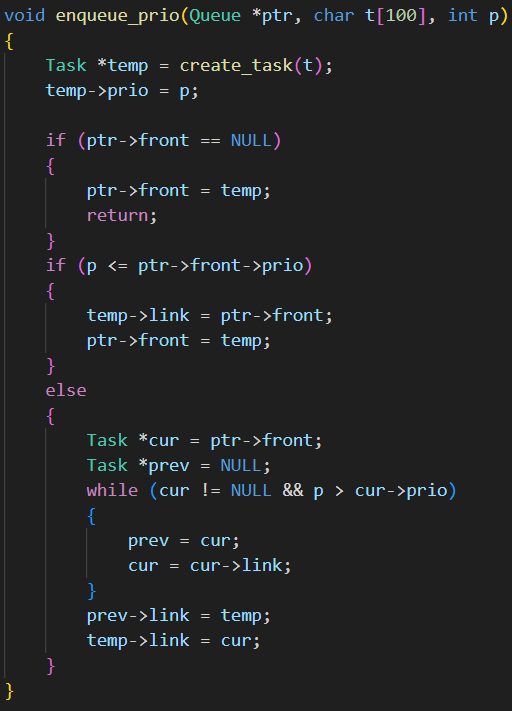 void enqueue_prio(Queue *ptr, char t[100], int p)
{
    Task *temp = create_task(t);
    temp->prio = p;

    if (ptr->front == NULL)
    {
        ptr->front = temp;
        return;
    }
    if (p <= ptr->front->prio)
    {
        temp->link = ptr->front;
        ptr->front = temp;
    }
    else
    {
        Task *cur = ptr->front;
        Task *prev = NULL;
        while (cur != NULL && p > cur->prio)
        {
            prev = cur;
            cur = cur->link;
        }
        prev->link = temp;
        temp->link = cur;
    }
}